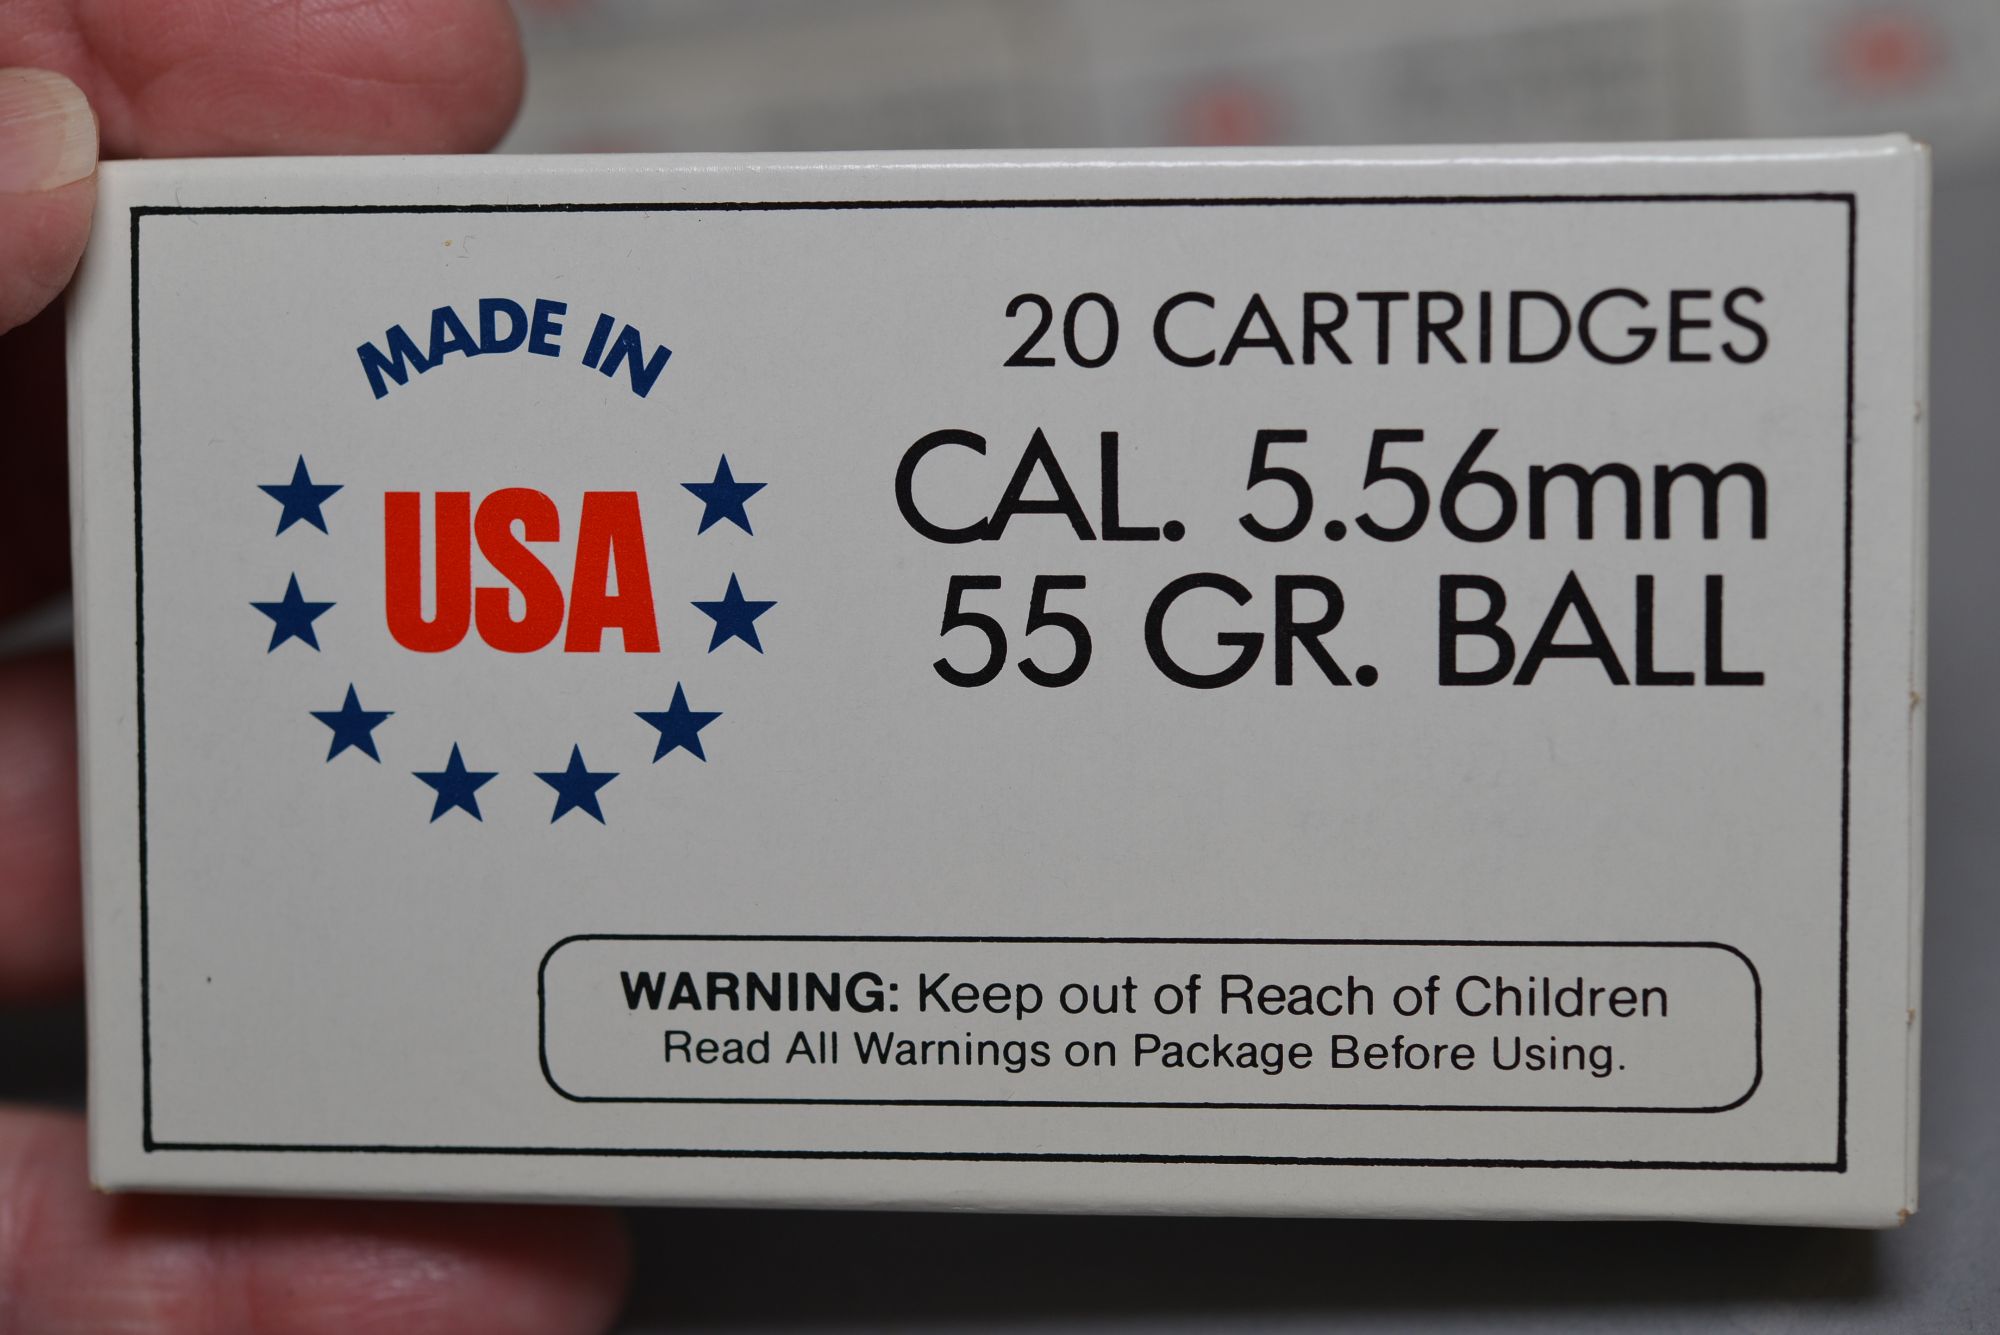 MADE IN
USA
20 CARTRIDGES
CAL. 5.56mm
55 GR. BALL
WARNING: Keep out of Reach of Children
Read All Warnings on Package Before Using.